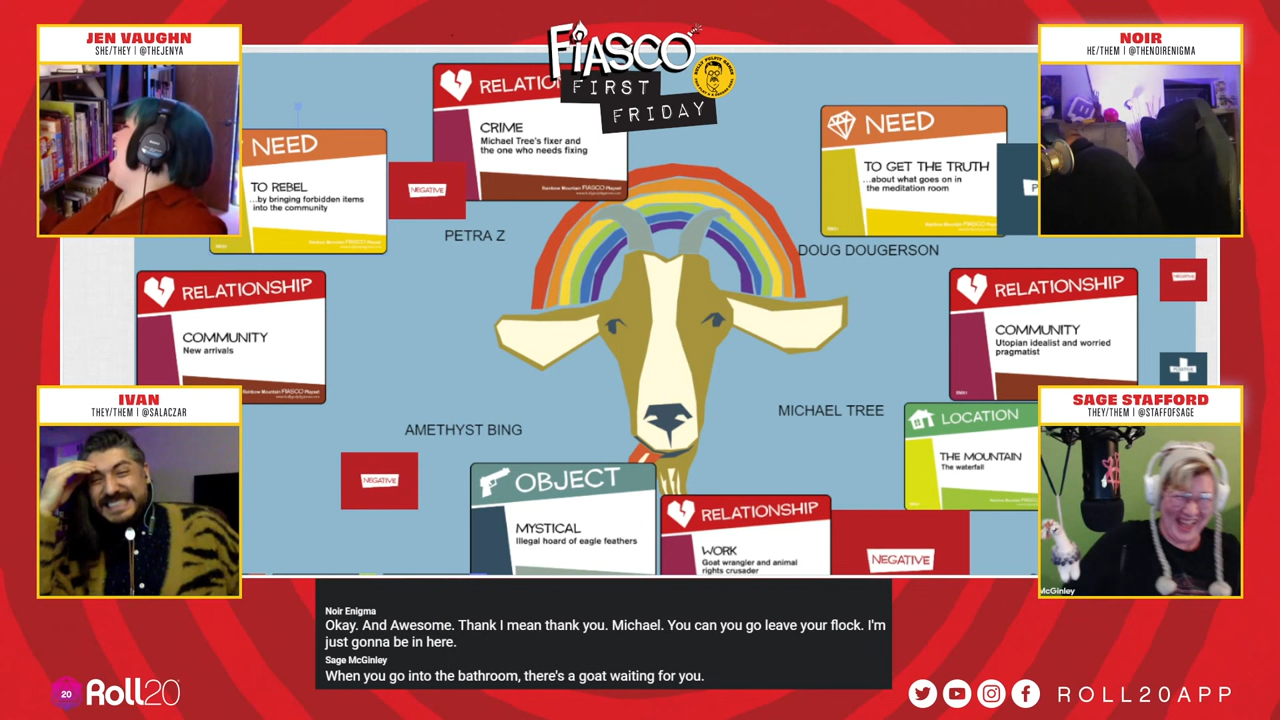 JEN VAUGHN
SHE/THEY | @THEJENYA
FIASCO
FIRST
FRIDAY
NOIR
HE/THEM | @THENOIRENIGMA
NEED
TO REBEL
...by bringing forbidden items
into the community
NEGATIVE
RELATION
CRIME
Michael Tree's fixer and
the one who needs fixing
Rainbow Mountain FIASCO Playset
PETRA Z
NEED
TO GET THE TRUTH
...about what goes on in
the meditation room
DOUG DOUGERSON
RELATIONSHIP
COMMUNITY
New arrivals
Rainbow Mountain FIASCO Playset
RELATIONSHIP
COMMUNITY
Utopian idealist and worried
pragmatist
NEGATIVE
IVAN
THEY/THEM | @SALACZAR
AMETHYST BING
MICHAEL TREE
SAGE STAFFORD
THEY/THEM | @STAFFOFSAGE
LOCATION
THE MOUNTAIN
The waterfall
NEGATIVE
OBJECT
MYSTICAL
Illegal hoard of eagle feathers
RELATIONSHIP
WORK
Goat wrangler and animal
rights crusader
NEGATIVE
McGinley
Noir Enigma
Okay. And Awesome. Thank I mean thank you. Michael. You can you go leave your flock. I'm
just gonna be in here.
Sage McGinley
When you go into the bathroom, there's a goat waiting for you.
20
Roll20
ROLL20APP